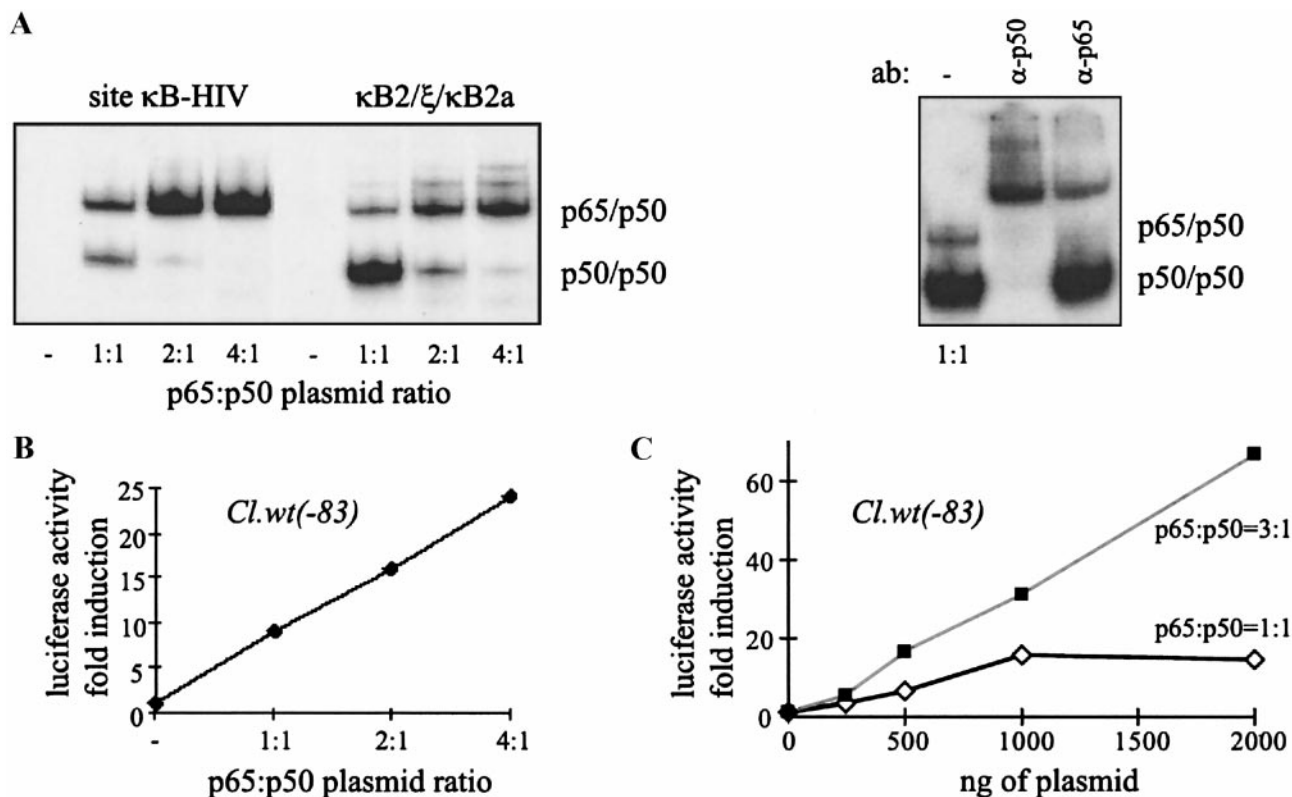 A
site κB-HIV
κB2/ξ/κB2a
p65/p50
p50/p50
- 1:1 2:1 4:1 - 1:1 2:1 4:1
p65:p50 plasmid ratio
ab: - α-p50 α-p65
p65/p50
p50/p50
1:1
B
luciferase activity
fold induction
Cl.wt(-83)
25
20
15
10
5
0
- 1:1 2:1 4:1
p65:p50 plasmid ratio
C
luciferase activity
fold induction
Cl.wt(-83)
60
40
20
0
p65:p50=3:1
p65:p50=1:1
0 500 1000 1500 2000
ng of plasmid